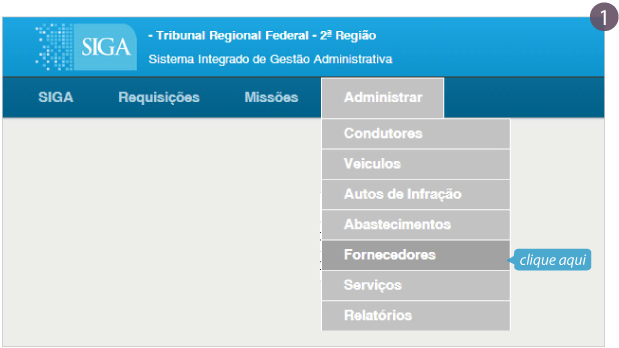 1
SIGA
- Tribunal Regional Federal - 2ª Região
Sistema Integrado de Gestão Administrativa
SIGA Requisições Missões Administrar
Condutores
Veiculos
Autos de Infração
Abastecimentos
Fornecedores
clique aqui
Serviços
Relatórios